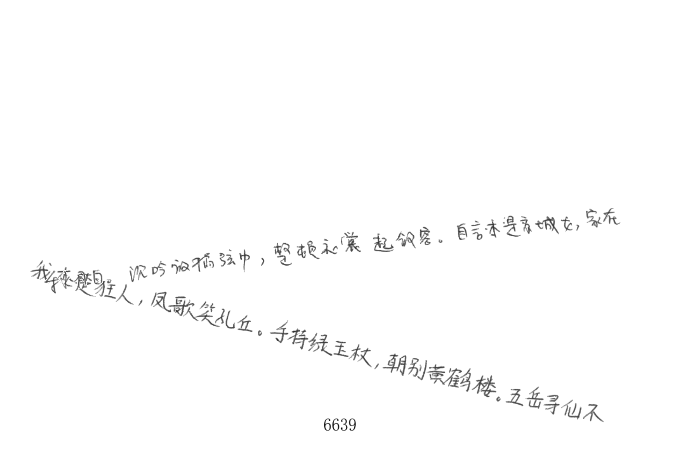 沉吟放插弦中，整顿衣裳起敛容。自言本是京城女，家在
我本楚狂人，凤歌笑孔丘。手持绿玉杖，朝别黄鹤楼。五岳寻仙不
6639